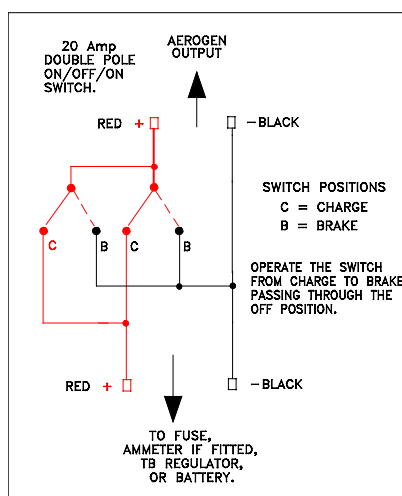 20 Amp
DOUBLE POLE
ON/OFF/ON
SWITCH.
AEROGEN
OUTPUT
RED +
-BLACK
SWITCH POSITIONS
C = CHARGE
B = BRAKE
C
B
C
B
OPERATE THE SWITCH
FROM CHARGE TO BRAKE
PASSING THROUGH THE
OFF POSITION.
RED +
-BLACK
TO FUSE,
AMMETER IF FITTED,
TB REGULATOR,
OR BATTERY.